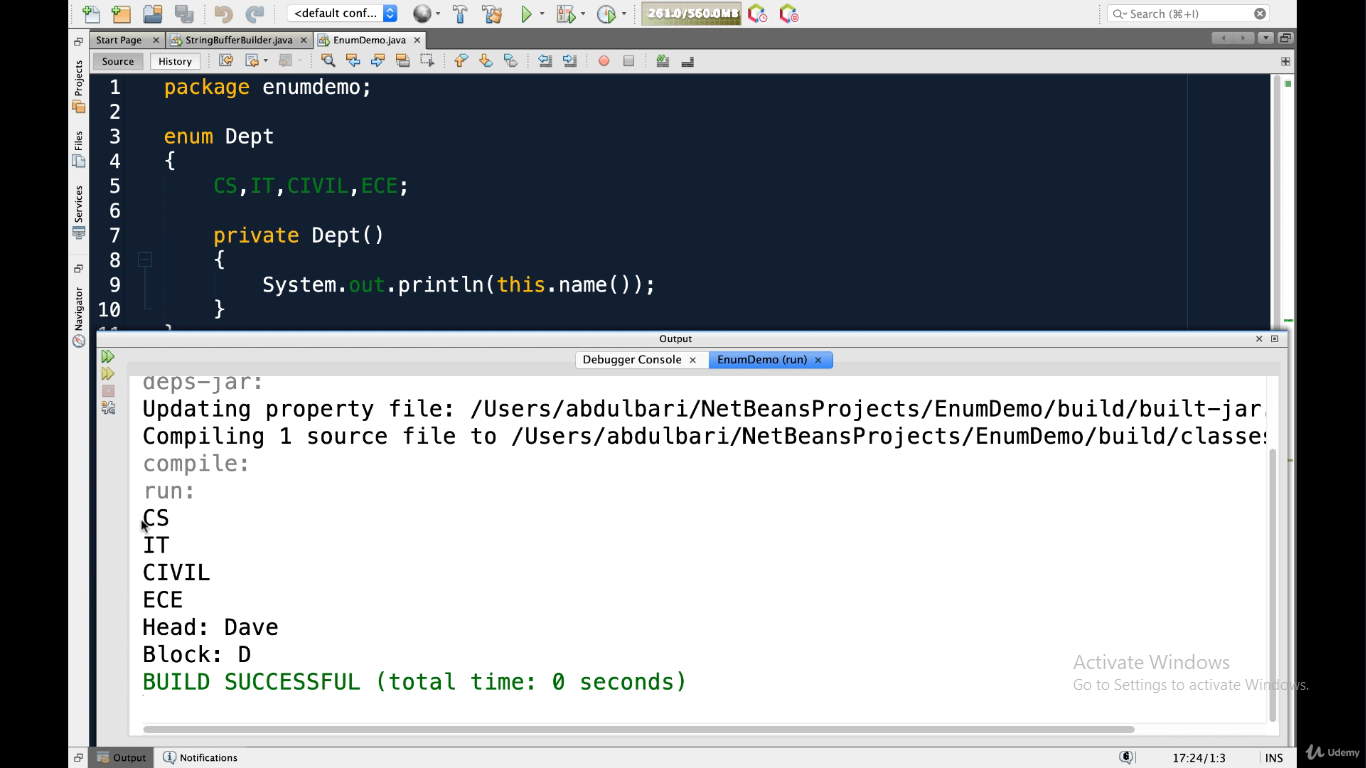 <default conf...
261.0/560.0MB
Search (⌘+I)
Start Page
StringBufferBuilder.java
EnumDemo.java
Source
History
Projects
Files
Services
Navigator
1 package enumdemo;
2
3 enum Dept
4 {
5 CS,IT,CIVIL,ECE;
6
7 private Dept()
8 {
9 System.out.println(this.name());
10 }
11 }
Output
Debugger Console
EnumDemo (run)
deps-jar:
Updating property file: /Users/abdulbari/NetBeansProjects/EnumDemo/build/built-jar.
Compiling 1 source file to /Users/abdulbari/NetBeansProjects/EnumDemo/build/classes
compile:
run:
CS
IT
CIVIL
ECE
Head: Dave
Block: D
BUILD SUCCESSFUL (total time: 0 seconds)
Activate Windows
Go to Settings to activate Windows.
Output
Notifications
6
17:24/1:3
INS
Udemy